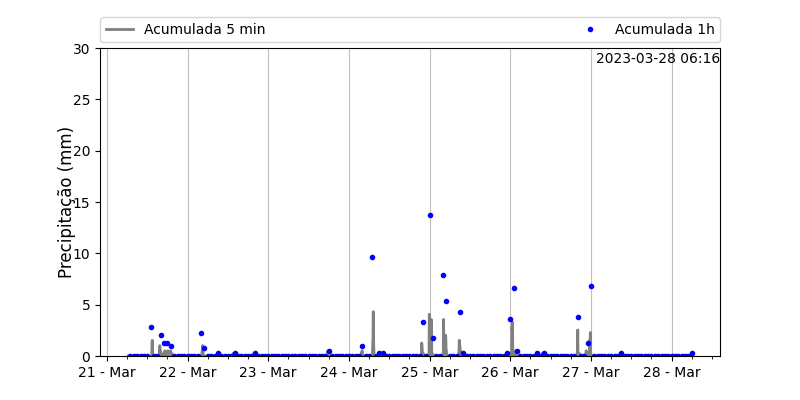 Acumulada 5 min Acumulada 1h
2023-03-28 06:16
Precipitação (mm)
30
25
20
15
10
5
0
21 - Mar 22 - Mar 23 - Mar 24 - Mar 25 - Mar 26 - Mar 27 - Mar 28 - Mar